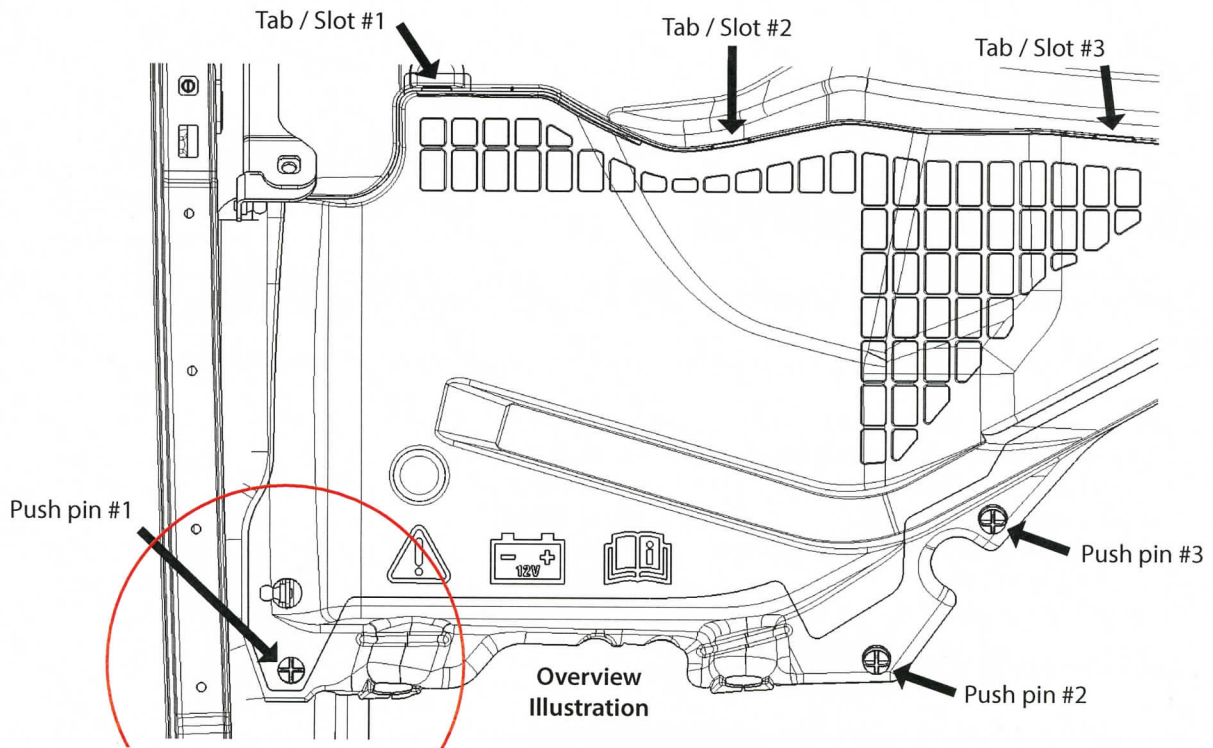 Tab / Slot #1
Tab / Slot #2
Tab / Slot #3
Push pin #1
- +
12V
i
Push pin #3
Overview
Illustration
Push pin #2